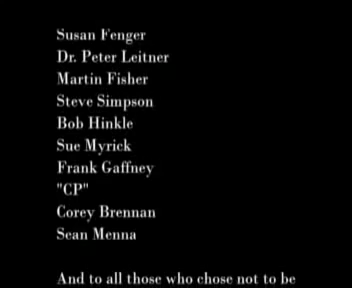 Susan Fenger
Dr. Peter Leitner
Martin Fisher
Steve Simpson
Bob Hinkle
Sue Myrick
Frank Gaffney
"CP"
Corey Brennan
Sean Menna
And to all those who chose not to be